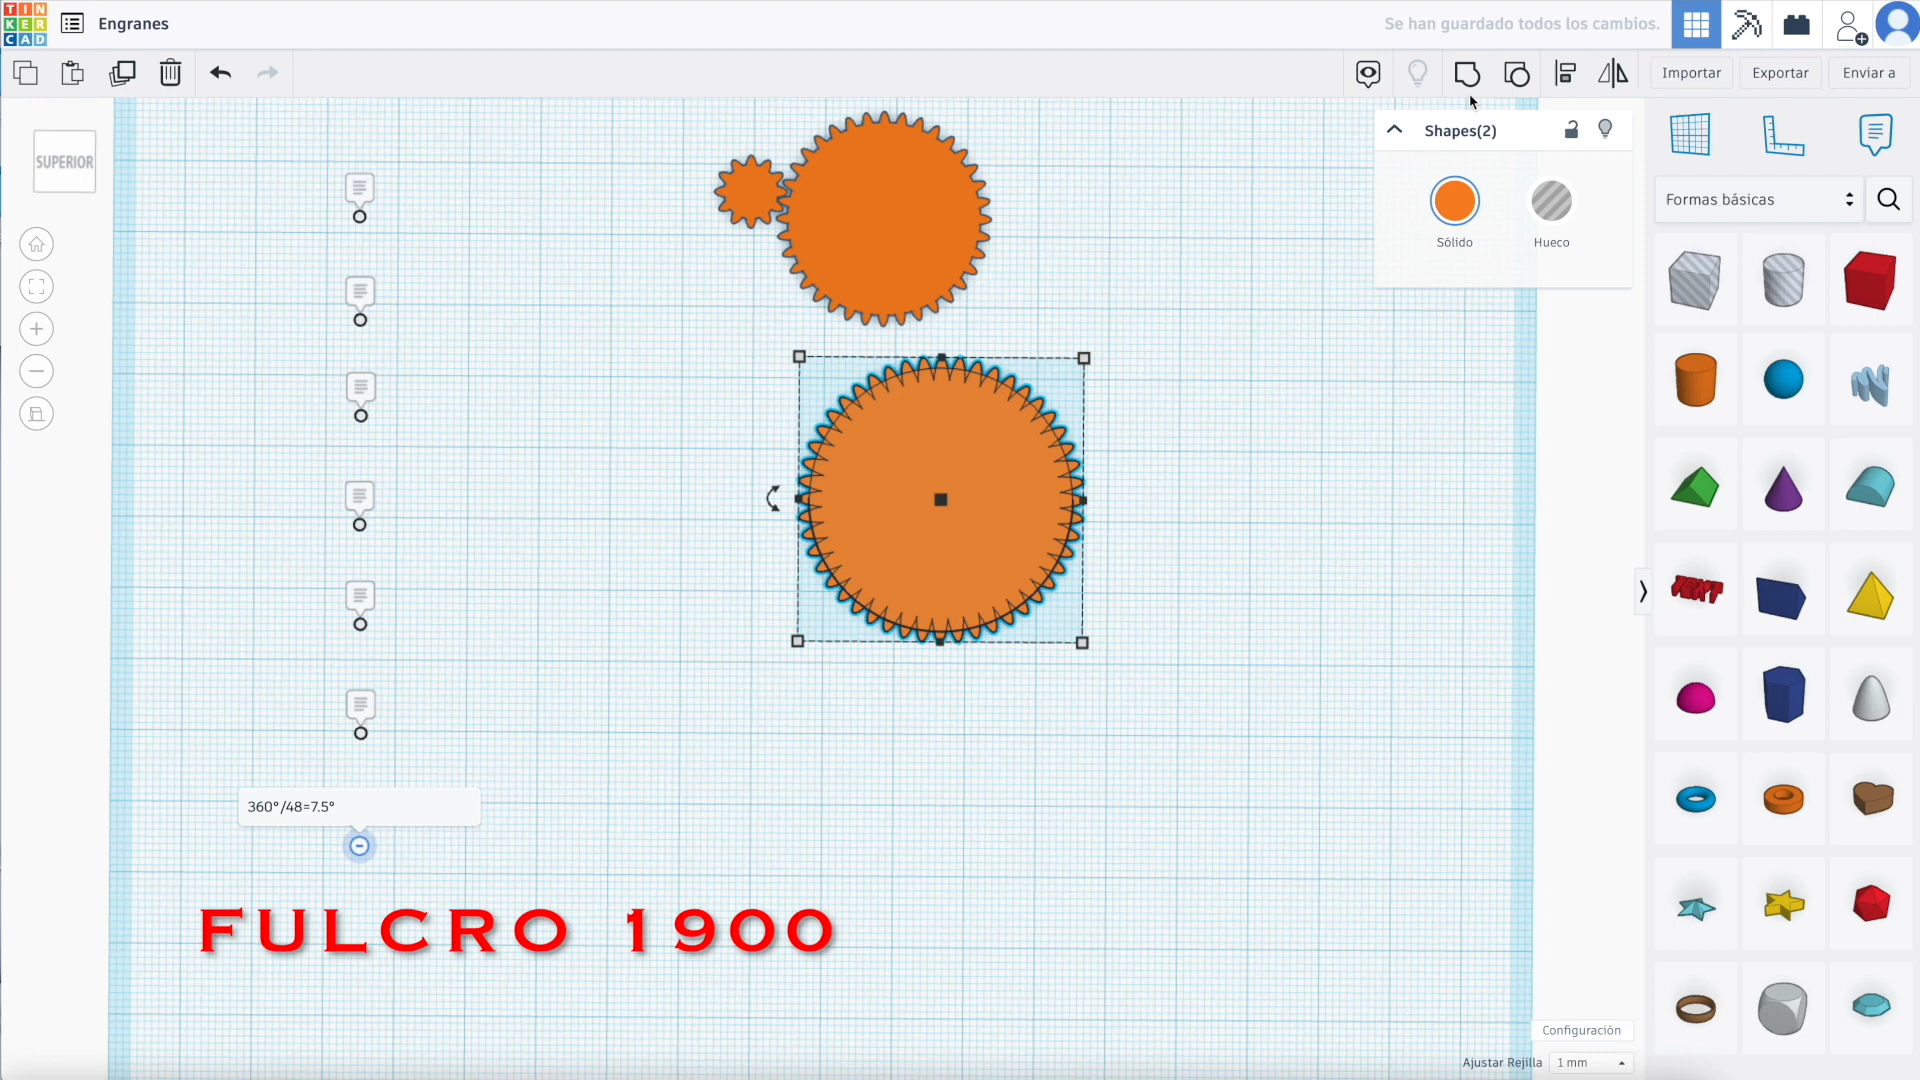 TIN
KER
CAD
Engranes
Se han guardado todos los cambios.
Importar
Exportar
Enviar a
SUPERIOR
Shapes(2)
Sólido
Hueco
Formas básicas
TEXT
360°/48=7.5°
FULCRO 1900
Configuración
Ajustar Rejilla
1 mm